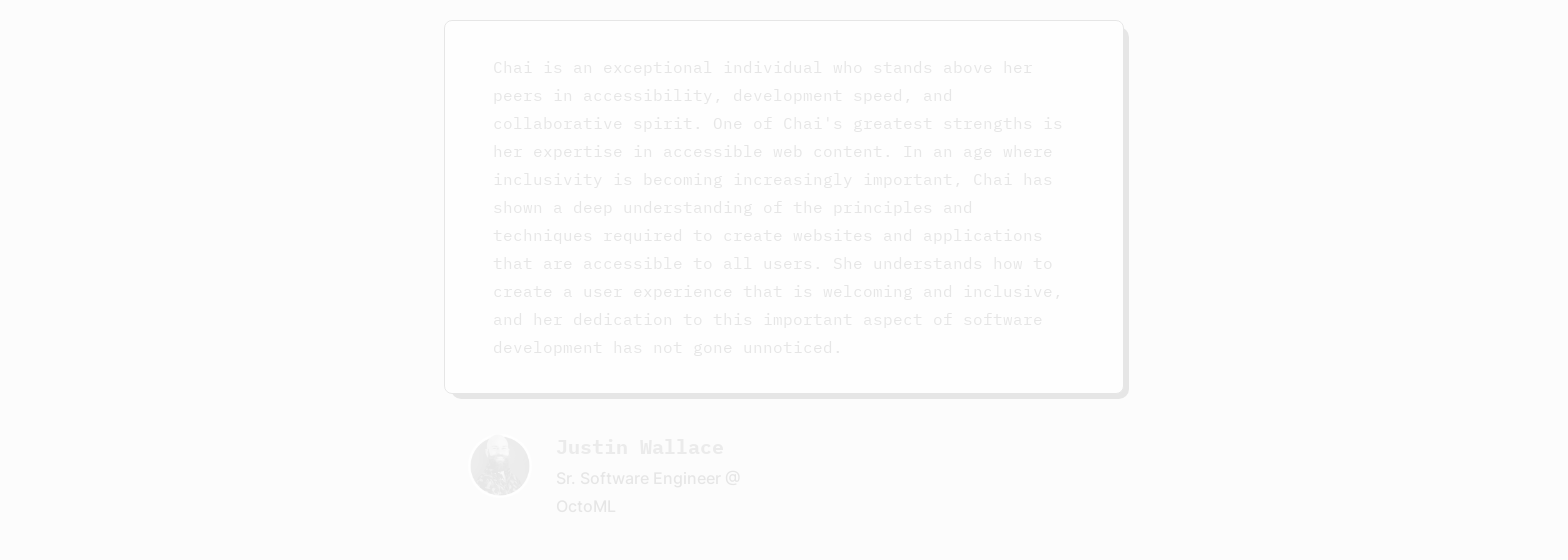 Chai is an exceptional individual who stands above her
peers in accessibility, development speed, and
collaborative spirit. One of Chai's greatest strengths is
her expertise in accessible web content. In an age where
inclusivity is becoming increasingly important, Chai has
shown a deep understanding of the principles and
techniques required to create websites and applications
that are accessible to all users. She understands how to
create a user experience that is welcoming and inclusive,
and her dedication to this important aspect of software
development has not gone unnoticed.
Justin Wallace
Sr. Software Engineer @
OctoML